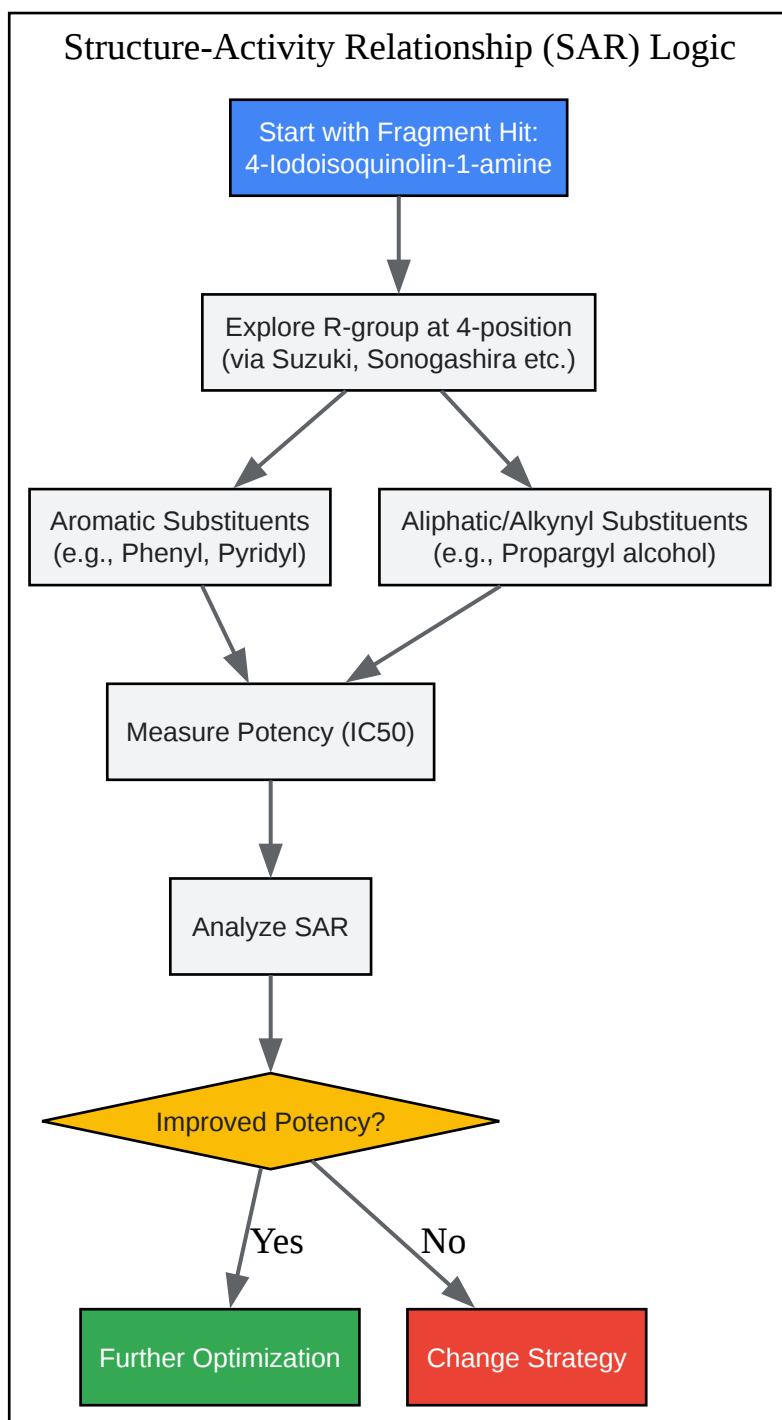 Structure-Activity Relationship (SAR) Logic
Start with Fragment Hit:
4-Iodoisoquinolin-1-amine
Explore R-group at 4-position
(via Suzuki, Sonogashira etc.)
Aromatic Substituents
(e.g., Phenyl, Pyridyl)
Aliphatic/Alkynyl Substituents
(e.g., Propargyl alcohol)
Measure Potency (IC50)
Analyze SAR
Improved Potency?
Yes
No
Further Optimization
Change Strategy